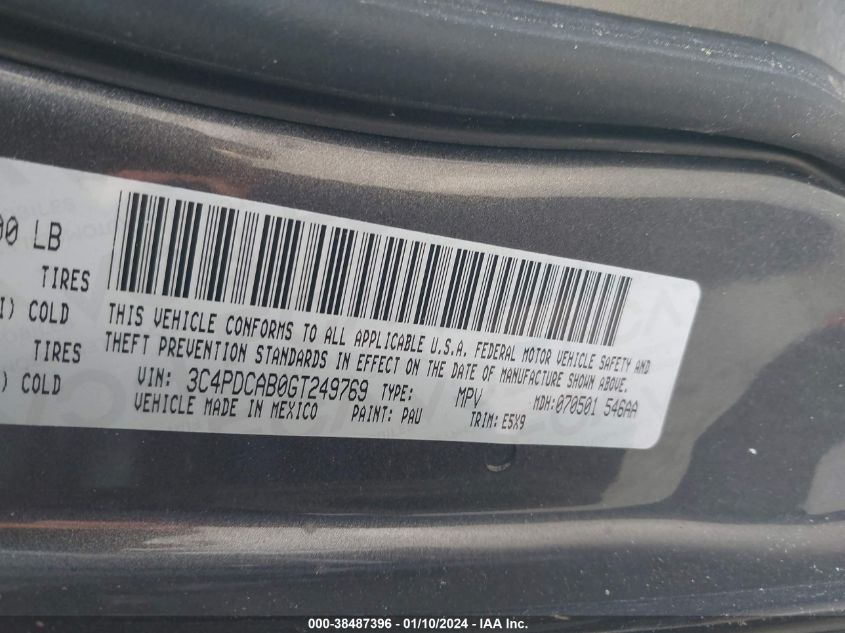 00 LB
TIRES
I) COLD
TIRES
) COLD
THIS VEHICLE CONFORMS TO ALL APPLICABLE U.S.A. FEDERAL MOTOR VEHICLE SAFETY AND
THEFT PREVENTION STANDARDS IN EFFECT ON THE DATE OF MANUFACTURE SHOWN ABOVE.
VIN: 3C4PDCAB0GT249769 TYPE: MPV MDH:070501 546AA
VEHICLE MADE IN MEXICO PAINT: PAU TRIM: E5X9
000-38487396 - 01/10/2024 - IAA Inc.